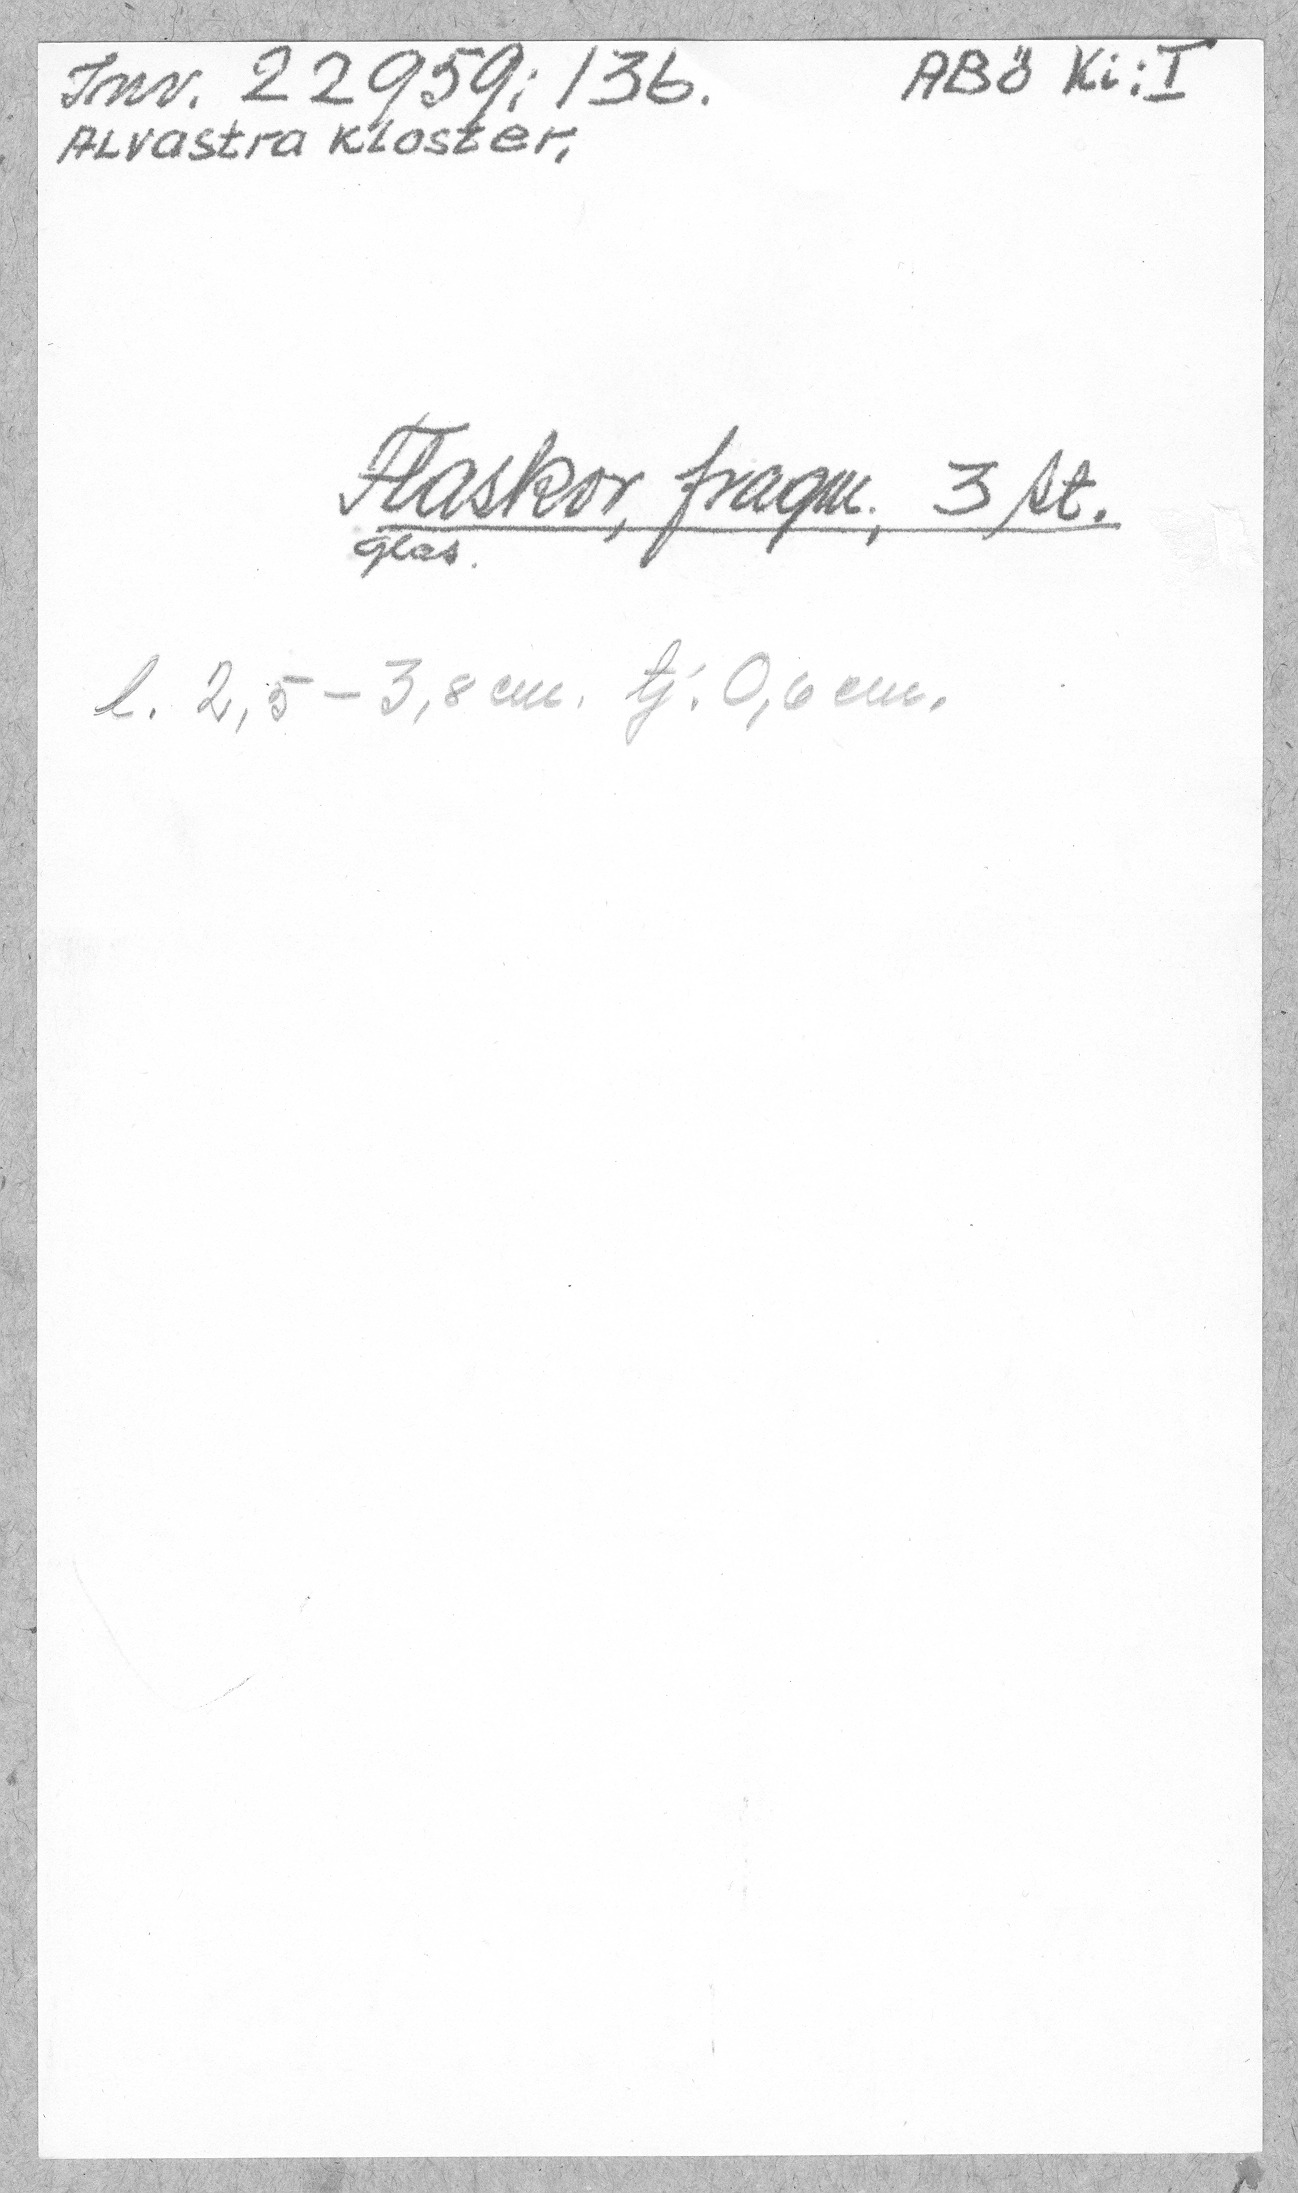 Inv. 22959:136. ABÖ Ki:I
Alvastra Kloster,
Flaskor, fragm., 3 st.
glas.
l. 2,5-3,8 cm. tj. 0,6 cm.